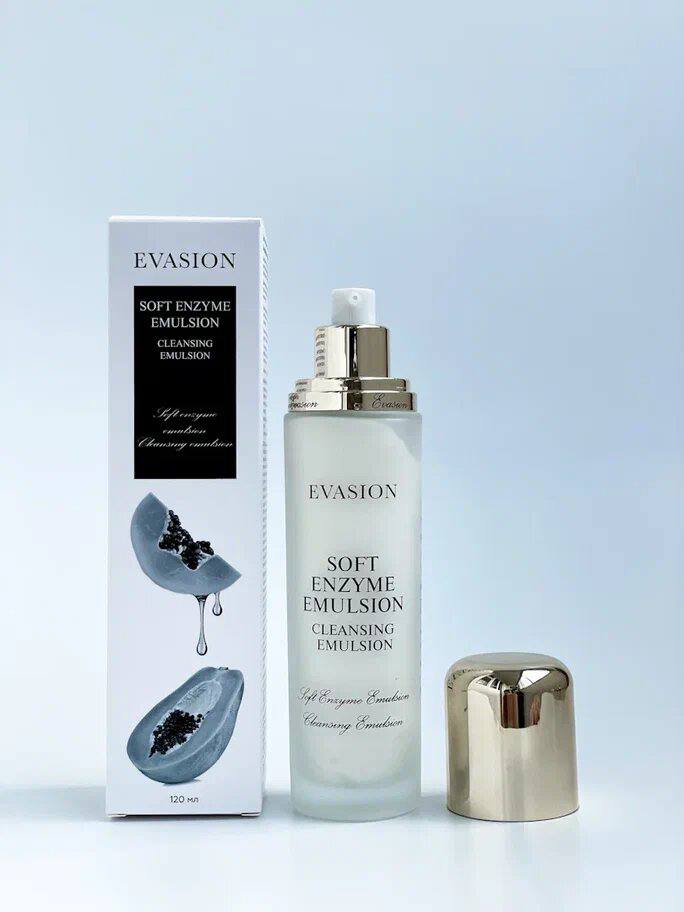 EVASION
SOFT ENZYME
EMULSION
CLEANSING
EMULSION
Soft enzyme
emulsion
Cleansing emulsion
120 мл
Evasion
EVASION
SOFT
ENZYME
EMULSION
CLEANSING
EMULSION
Soft Enzyme Emulsion
Cleansing Emulsion